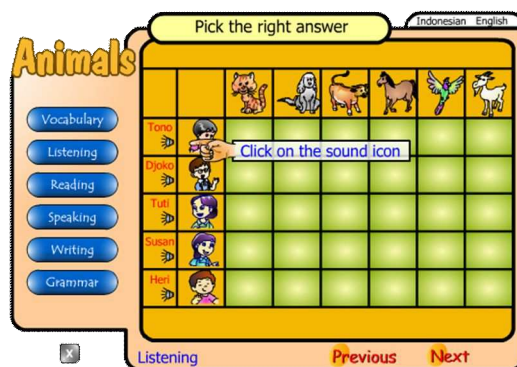 Pick the right answer
Indonesian English
Animals
Vocabulary
Listening
Reading
Speaking
Writing
Grammar
Tono
Djoko
Tuti
Susan
Heri
Click on the sound icon
X
Listening
Previous
Next